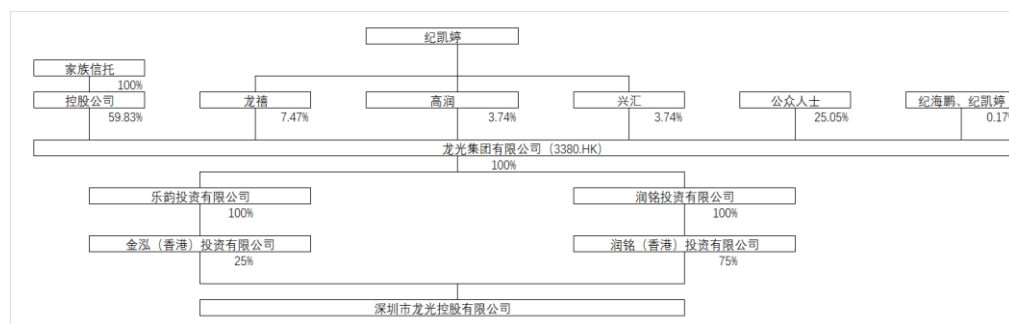 纪凯婷
家族信托
100%
控股公司 龙禧 高润 兴汇 公众人士 纪海鹏、纪凯婷
59.83% 7.47% 3.74% 3.74% 25.05% 0.17%
龙光集团有限公司（3380.HK）
100%
乐韵投资有限公司 润铭投资有限公司
100% 100%
金泓（香港）投资有限公司 润铭（香港）投资有限公司
25% 75%
深圳市龙光控股有限公司